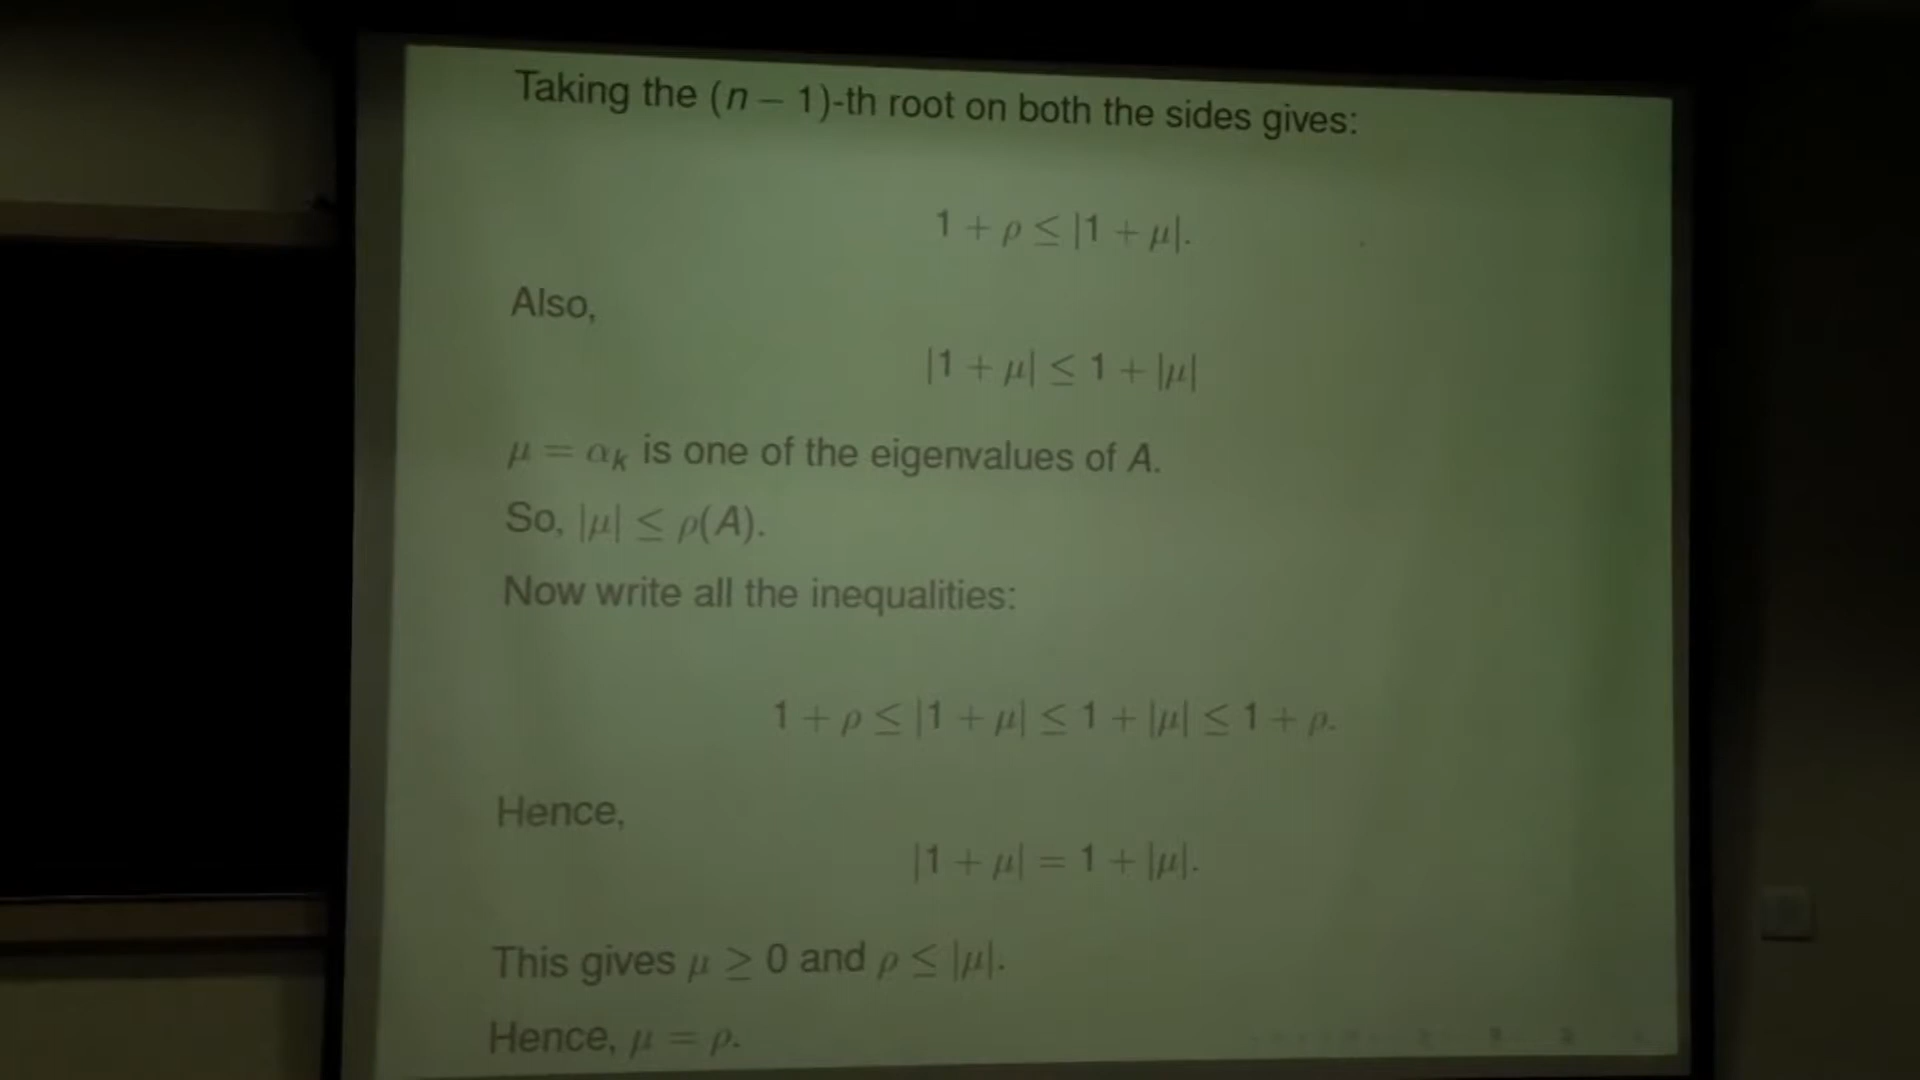 Taking the (n − 1)-th root on both the sides gives:
1 + ρ ≤ |1 + μ|.
Also,
|1 + μ| ≤ 1 + |μ|
μ = αk is one of the eigenvalues of A.
So, |μ| ≤ ρ(A).
Now write all the inequalities:
1 + ρ ≤ |1 + μ| ≤ 1 + |μ| ≤ 1 + ρ.
Hence,
|1 + μ| = 1 + |μ|.
This gives μ ≥ 0 and ρ ≤ |μ|.
Hence, μ = ρ.